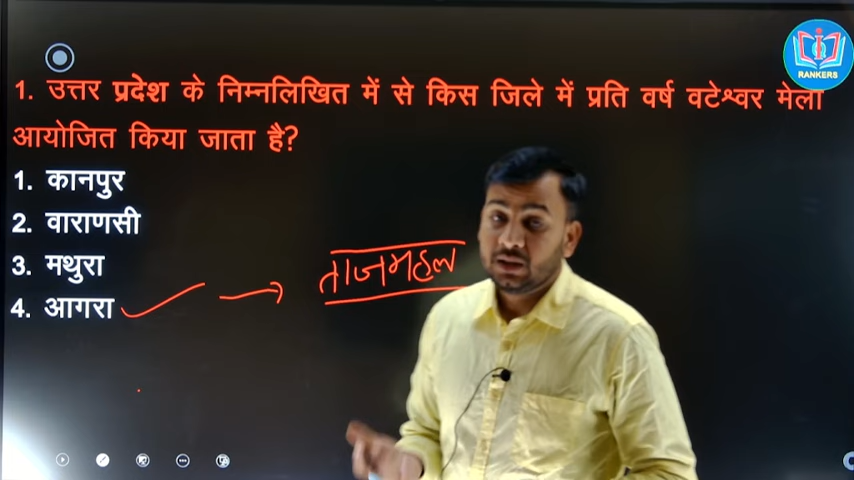 RANKERS
1. उत्तर प्रदेश के निम्नलिखित में से किस जिले में प्रति वर्ष वटेश्वर मेला
आयोजित किया जाता है?
1. कानपुर
2. वाराणसी
3. मथुरा
4. आगरा
ताजमहल